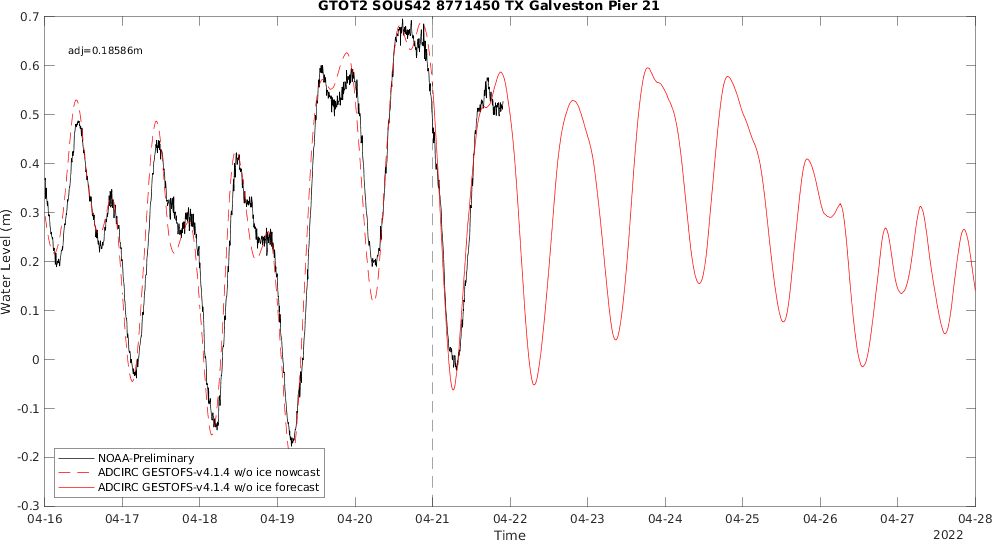 GTOT2 SOUS42 8771450 TX Galveston Pier 21
0.7
adj=0.18586m
0.6
0.5
0.4
0.3
0.2
0.1
0
-0.1
-0.2
-0.3
Water Level (m)
NOAA-Preliminary
ADCIRC GESTOFS-v4.1.4 w/o ice nowcast
ADCIRC GESTOFS-v4.1.4 w/o ice forecast
04-16 04-17 04-18 04-19 04-20 04-21 04-22 04-23 04-24 04-25 04-26 04-27 04-28
Time
2022